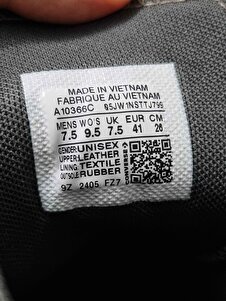 MADE IN VIETNAM
FABRIQUE AU VIETNAM
A10366C 05JW1NSTTJ799
MENS WO'S UK EUR CM
7.5 9.5 7.5 41 26
GENDER UNISEX
UPPER LEATHER
LINING TEXTILE
OUTSOLE RUBBER
9Z 2405 FZ7